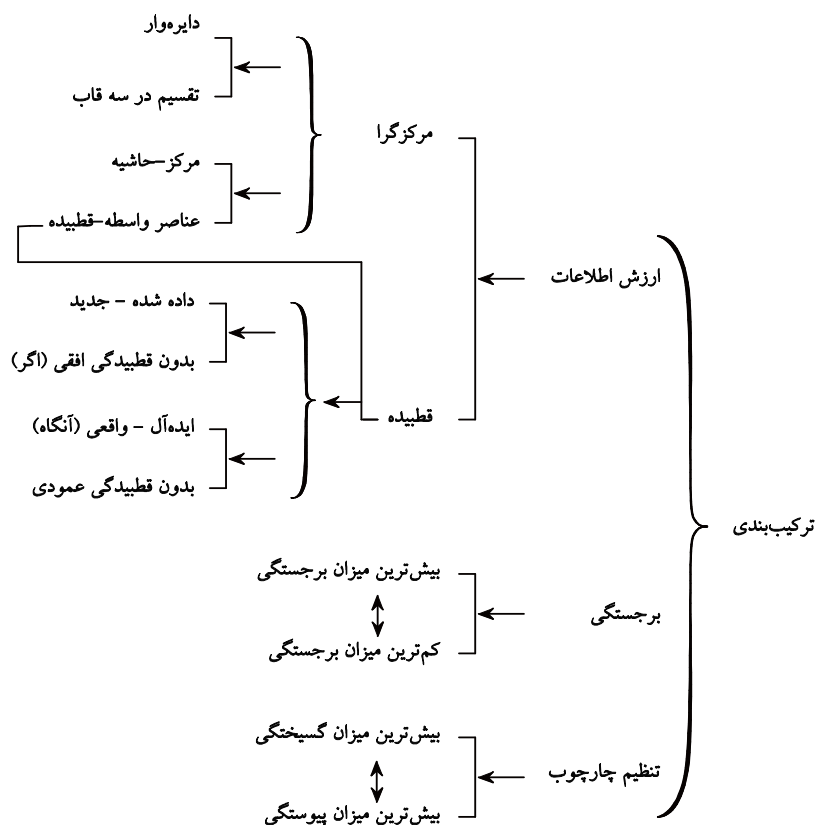 دایره‌وار
تقسیم در سه قاب
مرکزگرا
مرکز–حاشیه
عناصر واسطه–قطبیده
ارزش اطلاعات
داده شده – جدید
بدون قطبیدگی افقی (اگر)
قطبیده
ایده‌آل – واقعی (آنگاه)
بدون قطبیدگی عمودی
ترکیب‌بندی
بیش‌ترین میزان برجستگی
برجستگی
کم‌ترین میزان برجستگی
بیش‌ترین میزان گسیختگی
تنظیم چارچوب
بیش‌ترین میزان پیوستگی